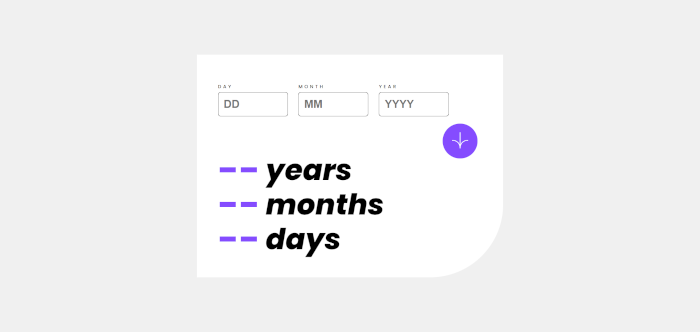 DAY MONTH YEAR
DD MM YYYY
-- years
-- months
-- days